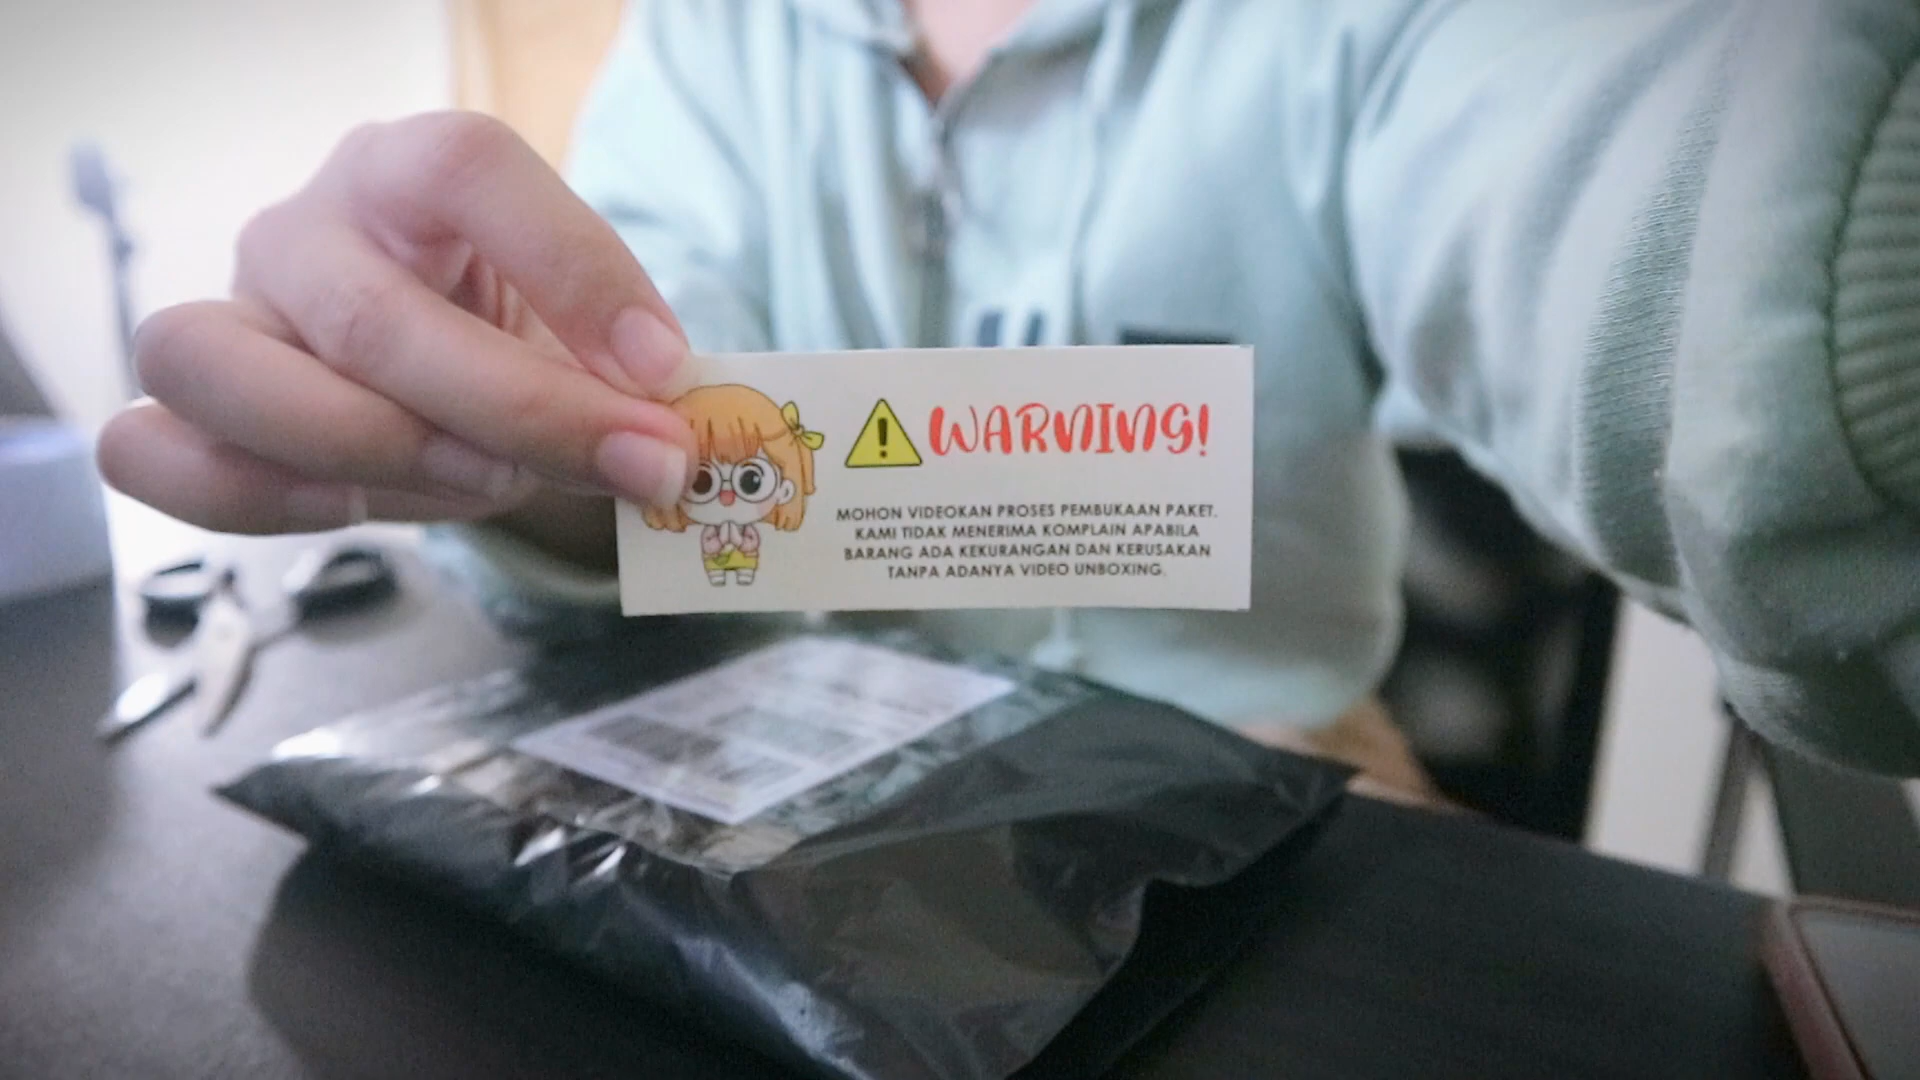 WARNING!
MOHON VIDEOKAN PROSES PEMBUKAAN PAKET.
KAMI TIDAK MENERIMA KOMPLAIN APABILA
BARANG ADA KEKURANGAN DAN KERUSAKAN
TANPA ADANYA VIDEO UNBOXING.